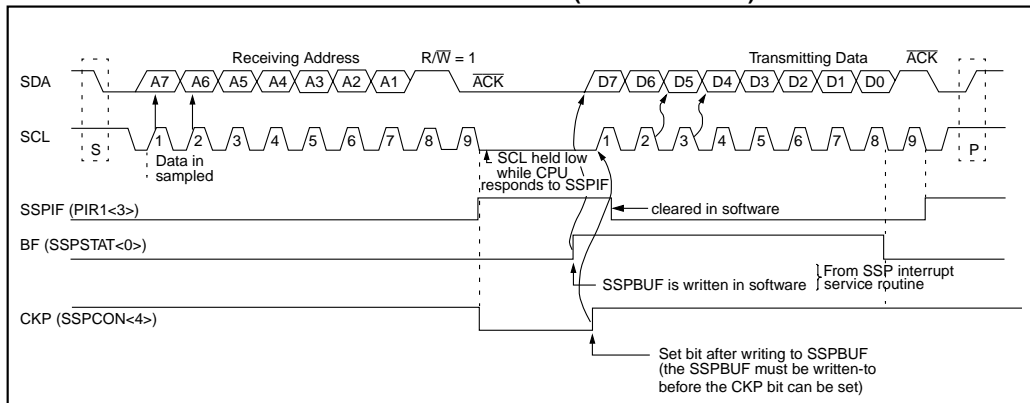 Receiving Address R/W = 1 Transmitting Data ACK
SDA A7 A6 A5 A4 A3 A2 A1 ACK D7 D6 D5 D4 D3 D2 D1 D0
SCL S 1 2 3 4 5 6 7 8 9 1 2 3 4 5 6 7 8 9 P
Data in
sampled
SCL held low
while CPU
responds to SSPIF
SSPIF (PIR1<3>)
cleared in software
BF (SSPSTAT<0>)
SSPBUF is written in software
From SSP interrupt
service routine
CKP (SSPCON<4>)
Set bit after writing to SSPBUF
(the SSPBUF must be written-to
before the CKP bit can be set)